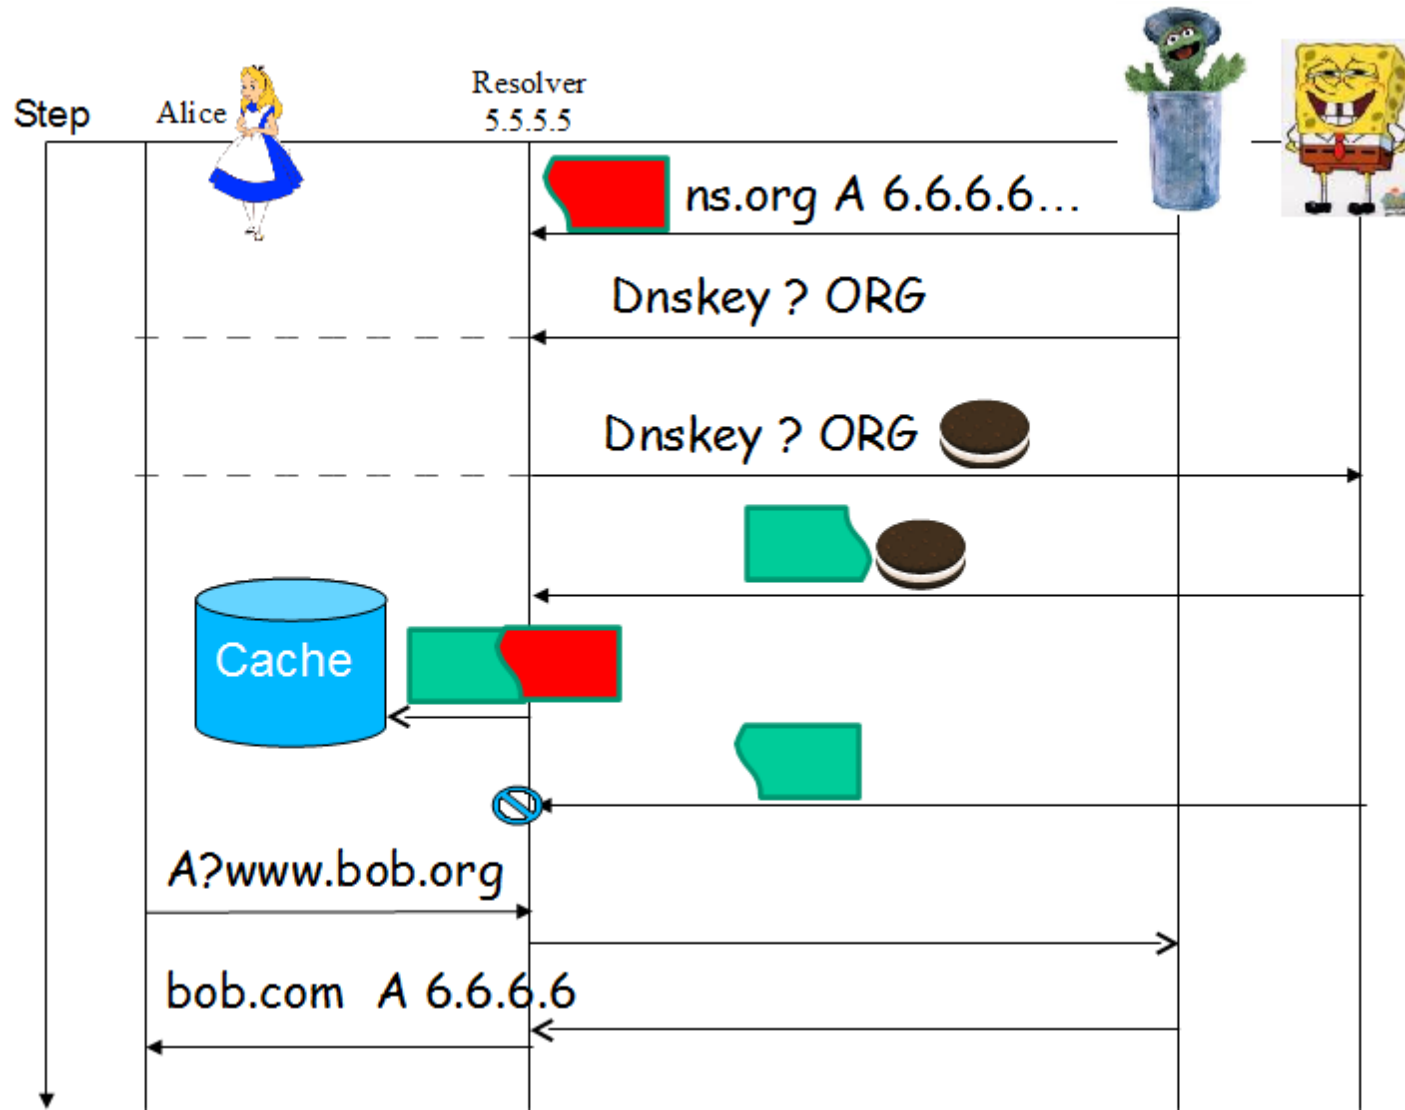 Step
Alice
Resolver
5.5.5.5
ns.org A 6.6.6.6...
Dnskey ? ORG
Dnskey ? ORG
Cache
A?www.bob.org
bob.com A 6.6.6.6